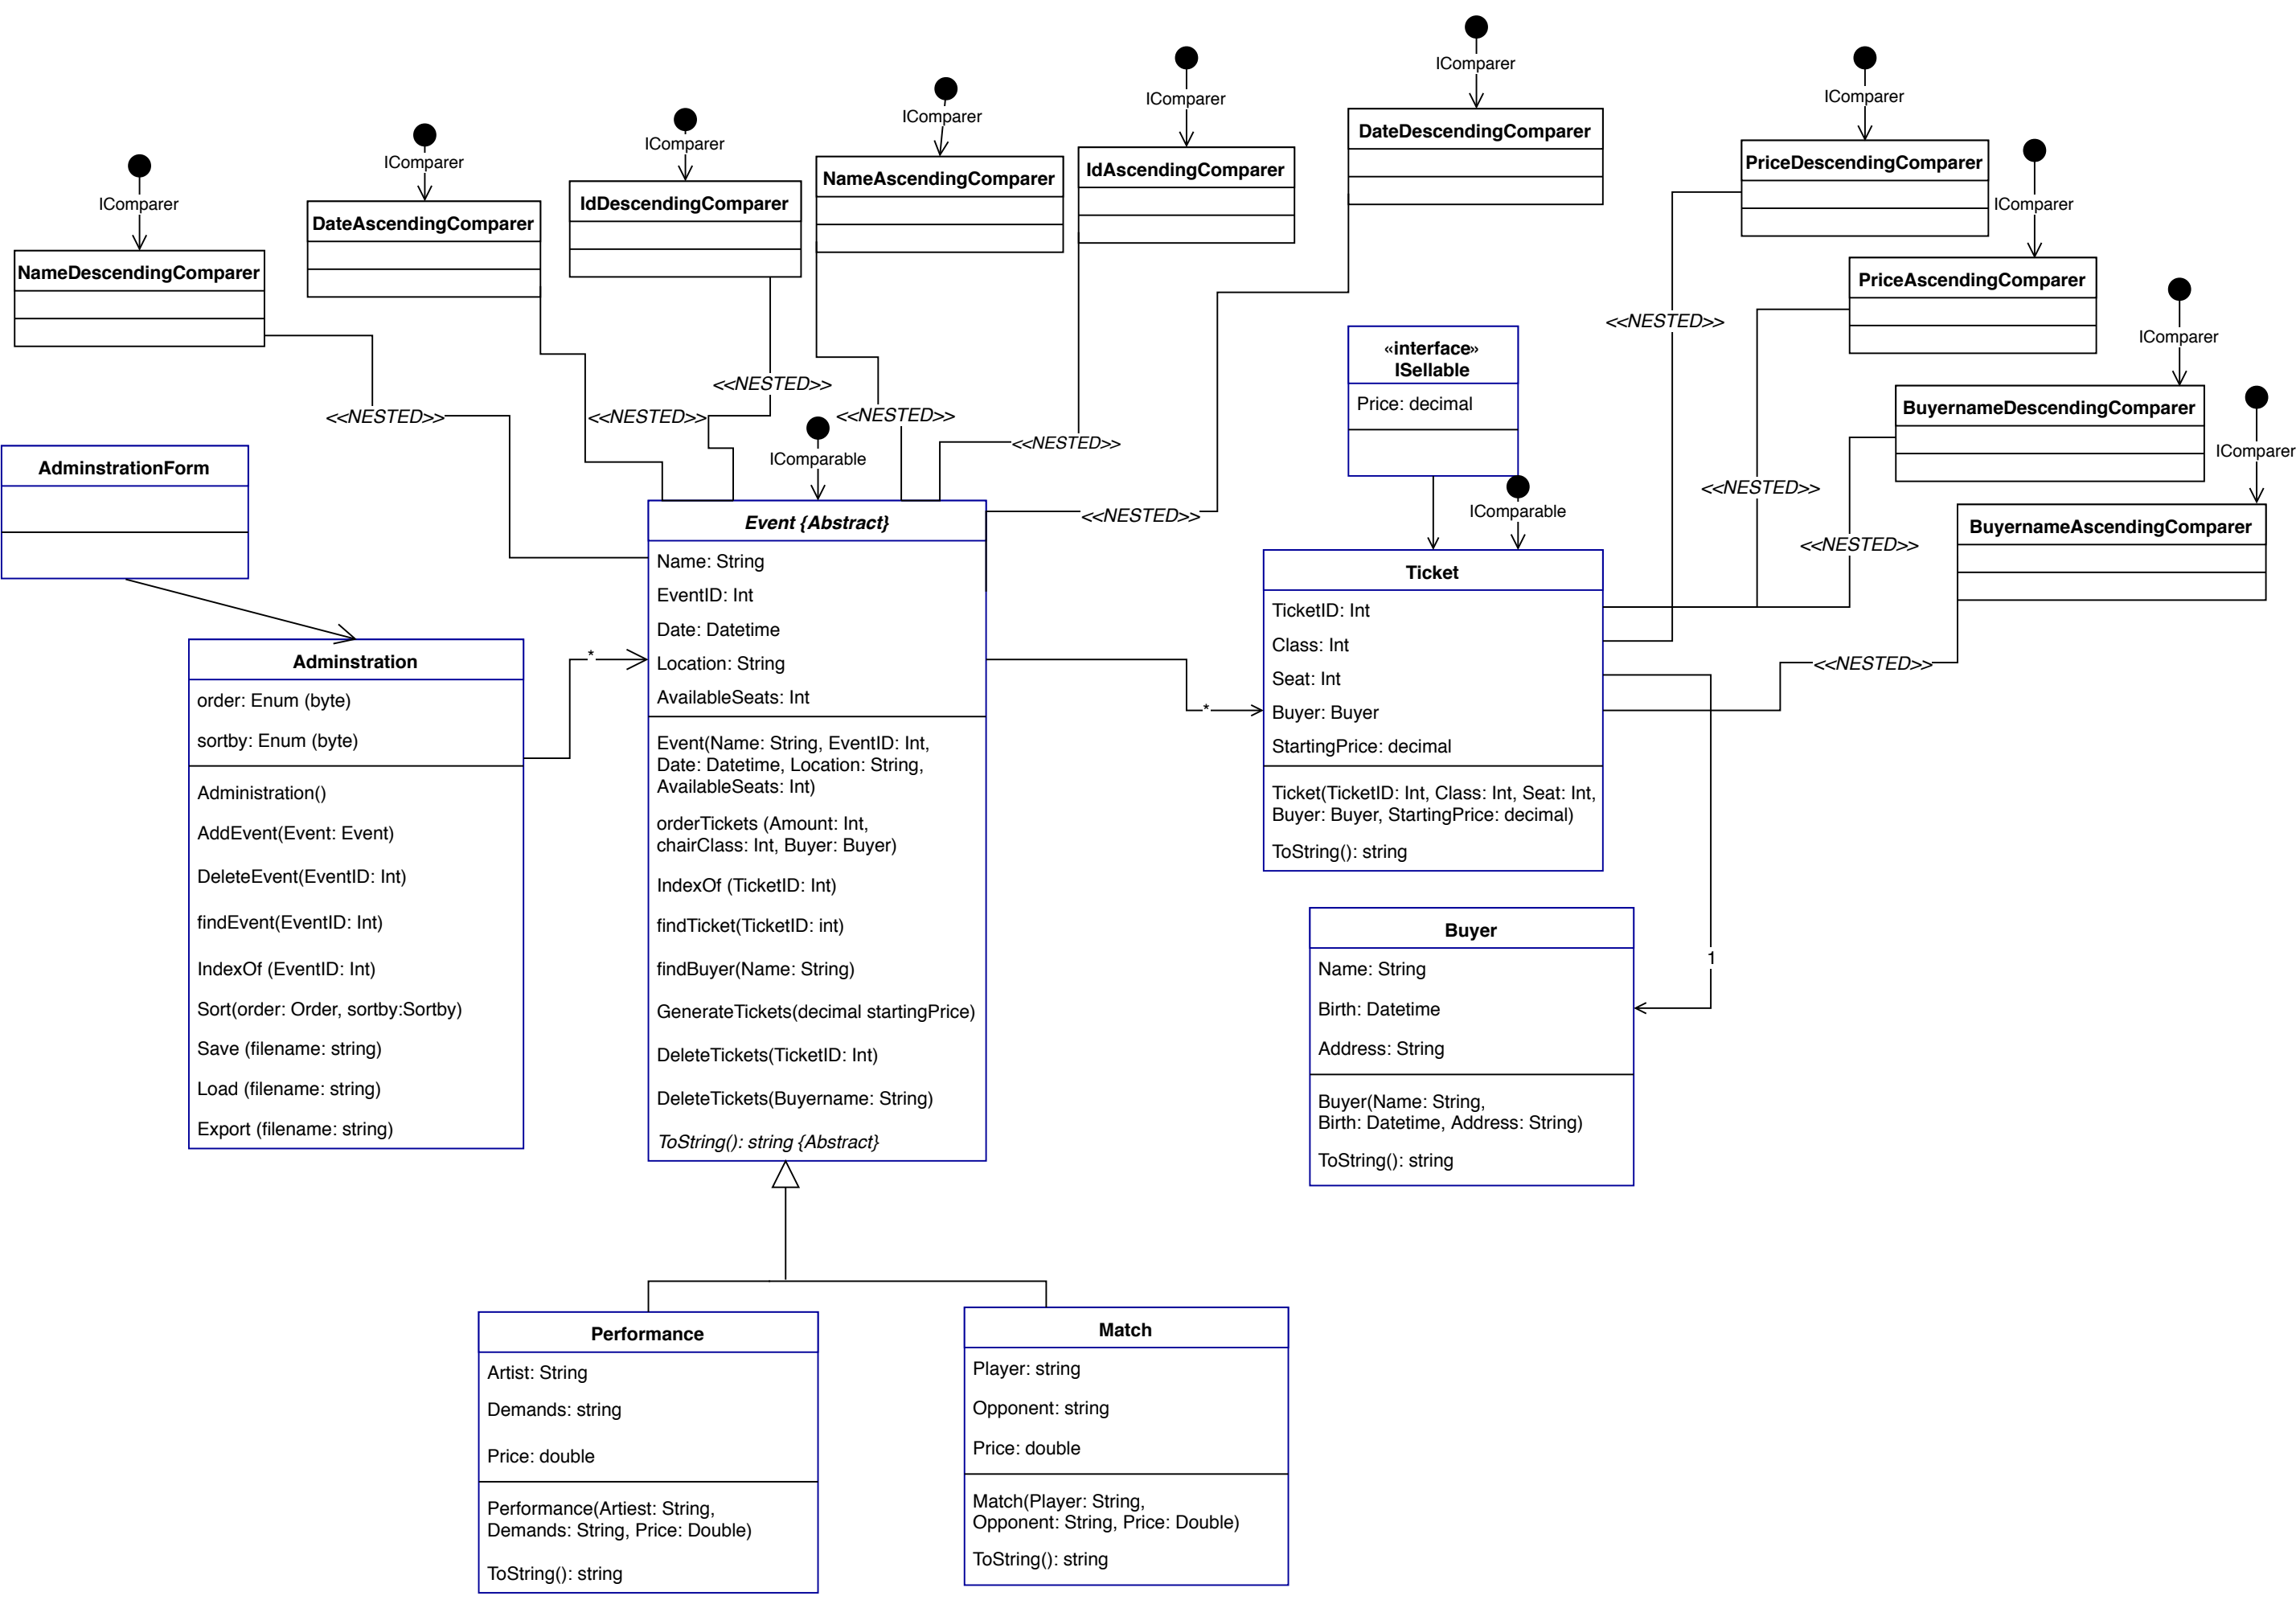 IComparer
NameDescendingComparer
IComparer
DateAscendingComparer
IComparer
IdDescendingComparer
IComparer
NameAscendingComparer
IComparer
IdAscendingComparer
IComparer
DateDescendingComparer
IComparer
PriceDescendingComparer
IComparer
PriceAscendingComparer
IComparer
BuyernameDescendingComparer
IComparer
BuyernameAscendingComparer
<<NESTED>>
<<NESTED>>
<<NESTED>>
<<NESTED>>
<<NESTED>>
<<NESTED>>
<<NESTED>>
<<NESTED>>
<<NESTED>>
<<NESTED>>
«interface»
ISellable
Price: decimal
IComparable
IComparable
AdminstrationForm
Adminstration
order: Enum (byte)
sortby: Enum (byte)
Administration()
AddEvent(Event: Event)
DeleteEvent(EventID: Int)
findEvent(EventID: Int)
IndexOf (EventID: Int)
Sort(order: Order, sortby:Sortby)
Save (filename: string)
Load (filename: string)
Export (filename: string)
*
Event {Abstract}
Name: String
EventID: Int
Date: Datetime
Location: String
AvailableSeats: Int
Event(Name: String, EventID: Int,
Date: Datetime, Location: String,
AvailableSeats: Int)
orderTickets (Amount: Int,
chairClass: Int, Buyer: Buyer)
IndexOf (TicketID: Int)
findTicket(TicketID: int)
findBuyer(Name: String)
GenerateTickets(decimal startingPrice)
DeleteTickets(TicketID: Int)
DeleteTickets(Buyername: String)
ToString(): string {Abstract}
*
Ticket
TicketID: Int
Class: Int
Seat: Int
Buyer: Buyer
StartingPrice: decimal
Ticket(TicketID: Int, Class: Int, Seat: Int,
Buyer: Buyer, StartingPrice: decimal)
ToString(): string
1
Buyer
Name: String
Birth: Datetime
Address: String
Buyer(Name: String,
Birth: Datetime, Address: String)
ToString(): string
Performance
Artist: String
Demands: string
Price: double
Performance(Artiest: String,
Demands: String, Price: Double)
ToString(): string
Match
Player: string
Opponent: string
Price: double
Match(Player: String,
Opponent: String, Price: Double)
ToString(): string